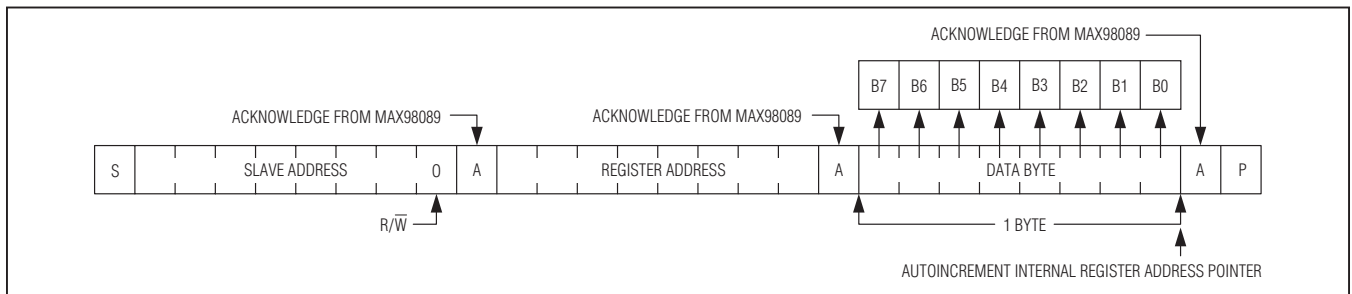 ACKNOWLEDGE FROM MAX98089
B7 B6 B5 B4 B3 B2 B1 B0
ACKNOWLEDGE FROM MAX98089
ACKNOWLEDGE FROM MAX98089
S SLAVE ADDRESS 0 A REGISTER ADDRESS A DATA BYTE A P
R/W̅
1 BYTE
AUTOINCREMENT INTERNAL REGISTER ADDRESS POINTER